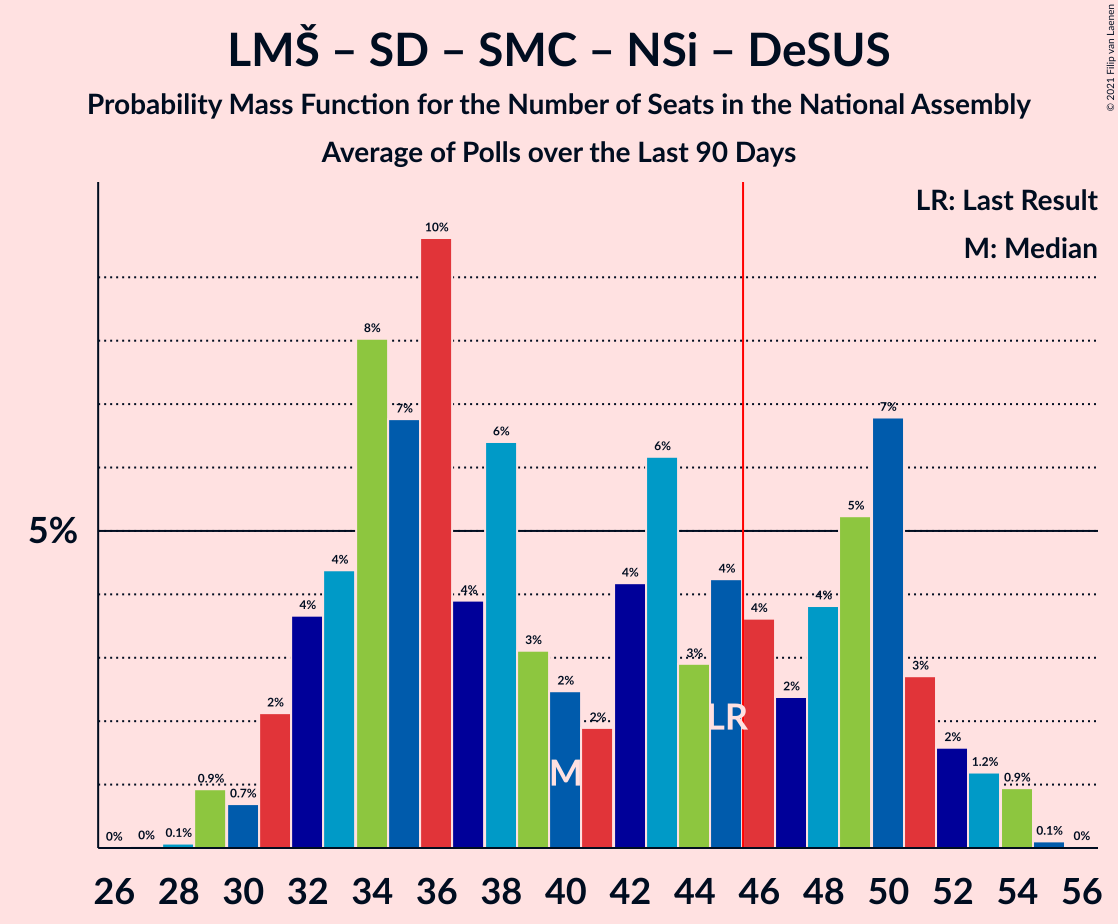 LMŠ – SD – SMC – NSi – DeSUS
Probability Mass Function for the Number of Seats in the National Assembly
Average of Polls over the Last 90 Days
© 2021 Filip van Laenen
LR: Last Result
M: Median
5%
0% 0% 0.1% 0.9% 0.7% 2% 4% 4% 8% 7% 10% 4% 6% 3% 2% 2% 4% 6% 3% 4% 4% 2% 4% 5% 7% 3% 2% 1.2% 0.9% 0.1% 0%
LR
M
26 28 30 32 34 36 38 40 42 44 46 48 50 52 54 56